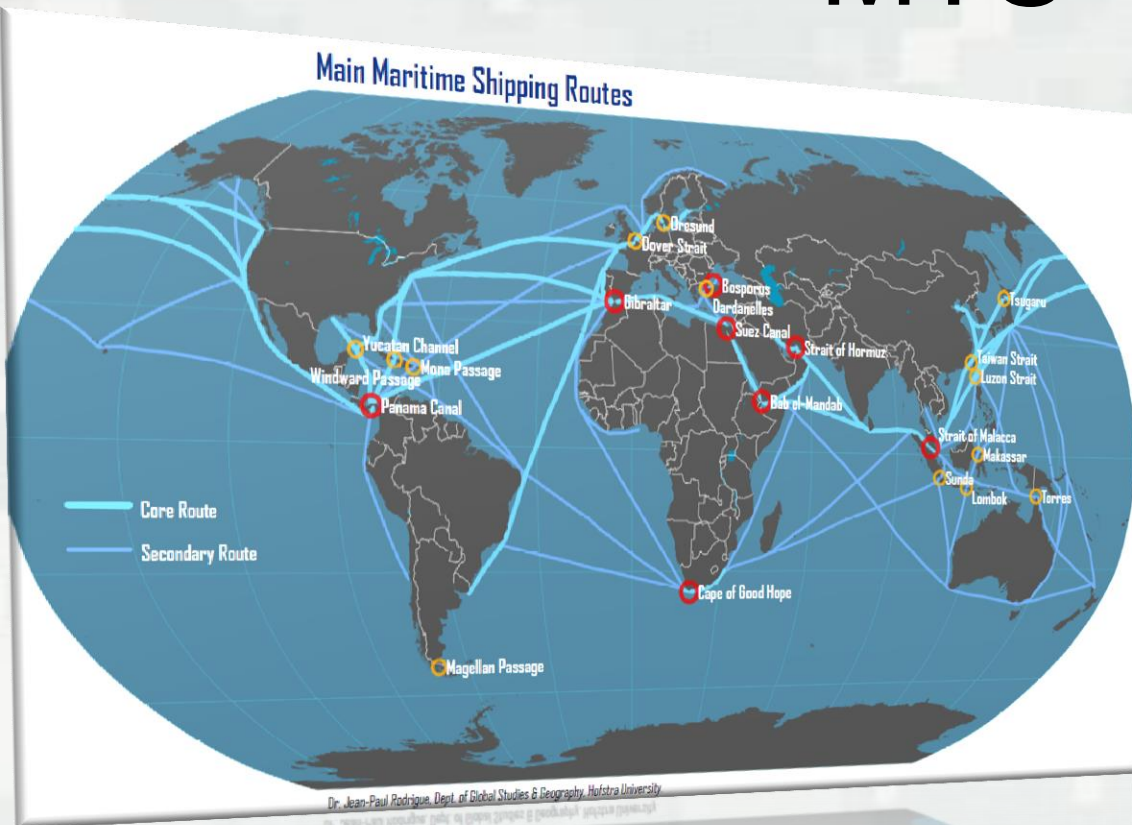 Main Maritime Shipping Routes
Oresund
Dover Strait
Bosporus
Gibraltar
Dardanelles
Tsugaru
Suez Canal
Yucatan Channel
Strait of Hormuz
Taiwan Strait
Mona Passage
Luzon Strait
Windward Passage
Panama Canal
Bab el-Mandab
Strait of Malacca
Makassar
Sunda
Lombok
Torres
Core Route
Secondary Route
Cape of Good Hope
Magellan Passage
Dr. Jean-Paul Rodrigue, Dept. of Global Studies & Geography, Hofstra University